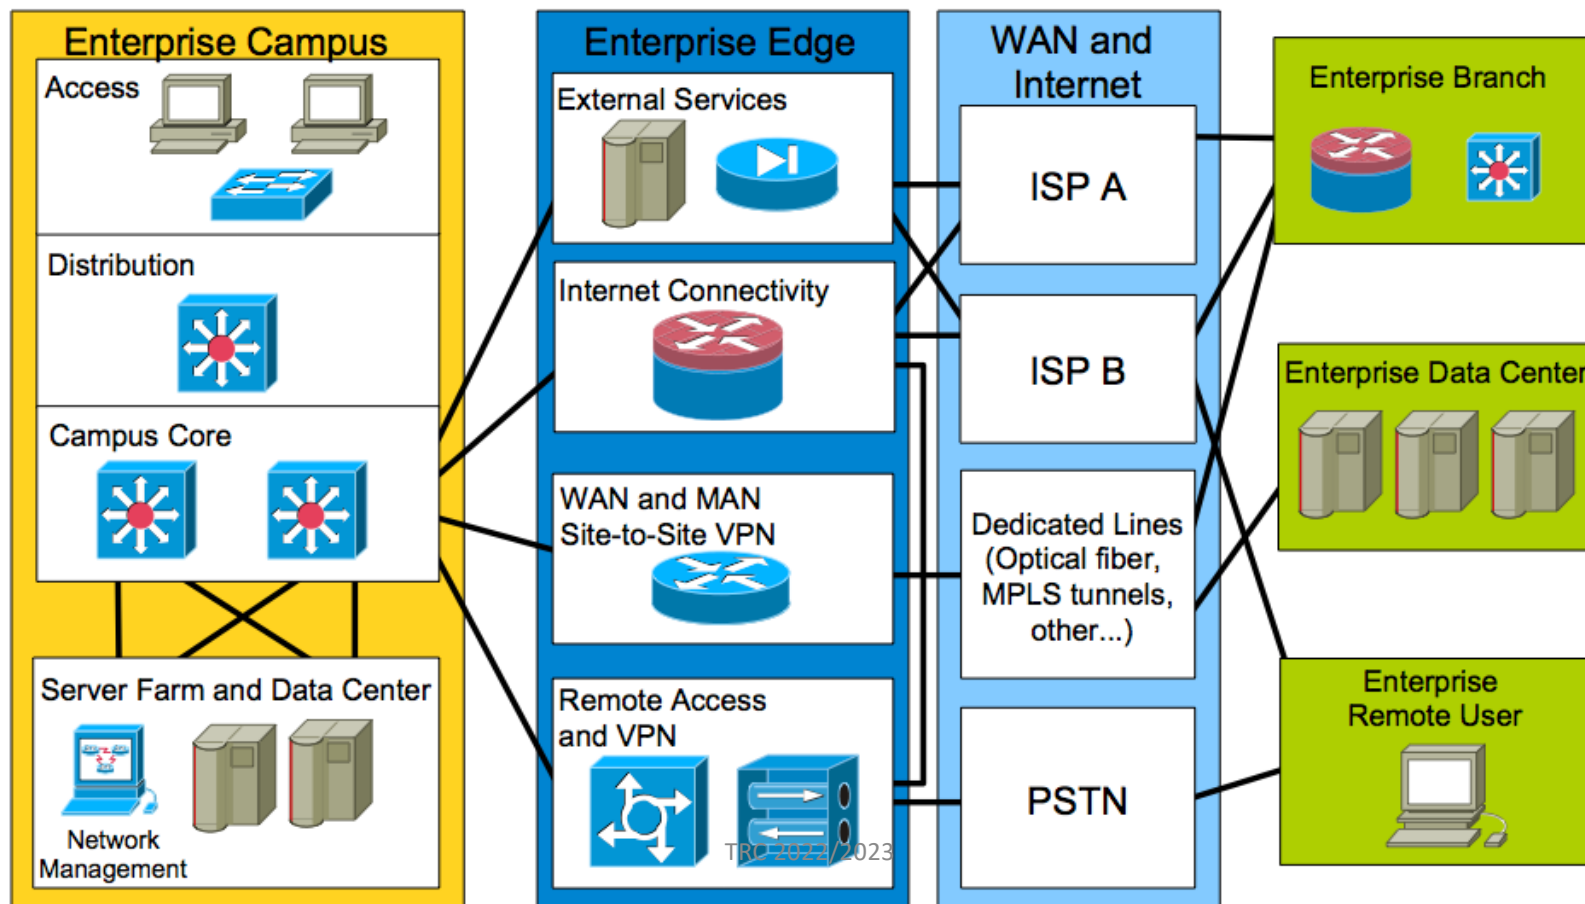 Enterprise Campus
Access
Distribution
Campus Core
Server Farm and Data Center
Network
Management
Enterprise Edge
External Services
Internet Connectivity
WAN and MAN
Site-to-Site VPN
Remote Access
and VPN
TRC 2022/2023
WAN and
Internet
ISP A
ISP B
Dedicated Lines
(Optical fiber,
MPLS tunnels,
other...)
PSTN
Enterprise Branch
Enterprise Data Center
Enterprise
Remote User